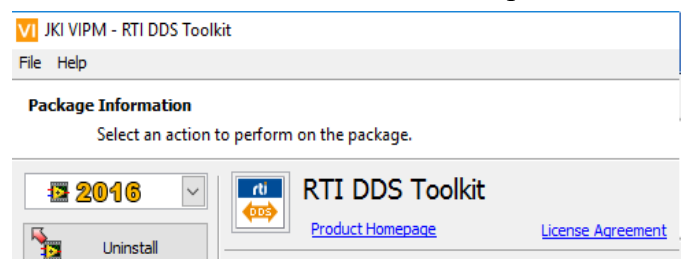 VI JKI VIPM - RTI DDS Toolkit
File Help
Package Information
Select an action to perform on the package.
2016
rti
DDS
RTI DDS Toolkit
Product Homepage
License Agreement
Uninstall